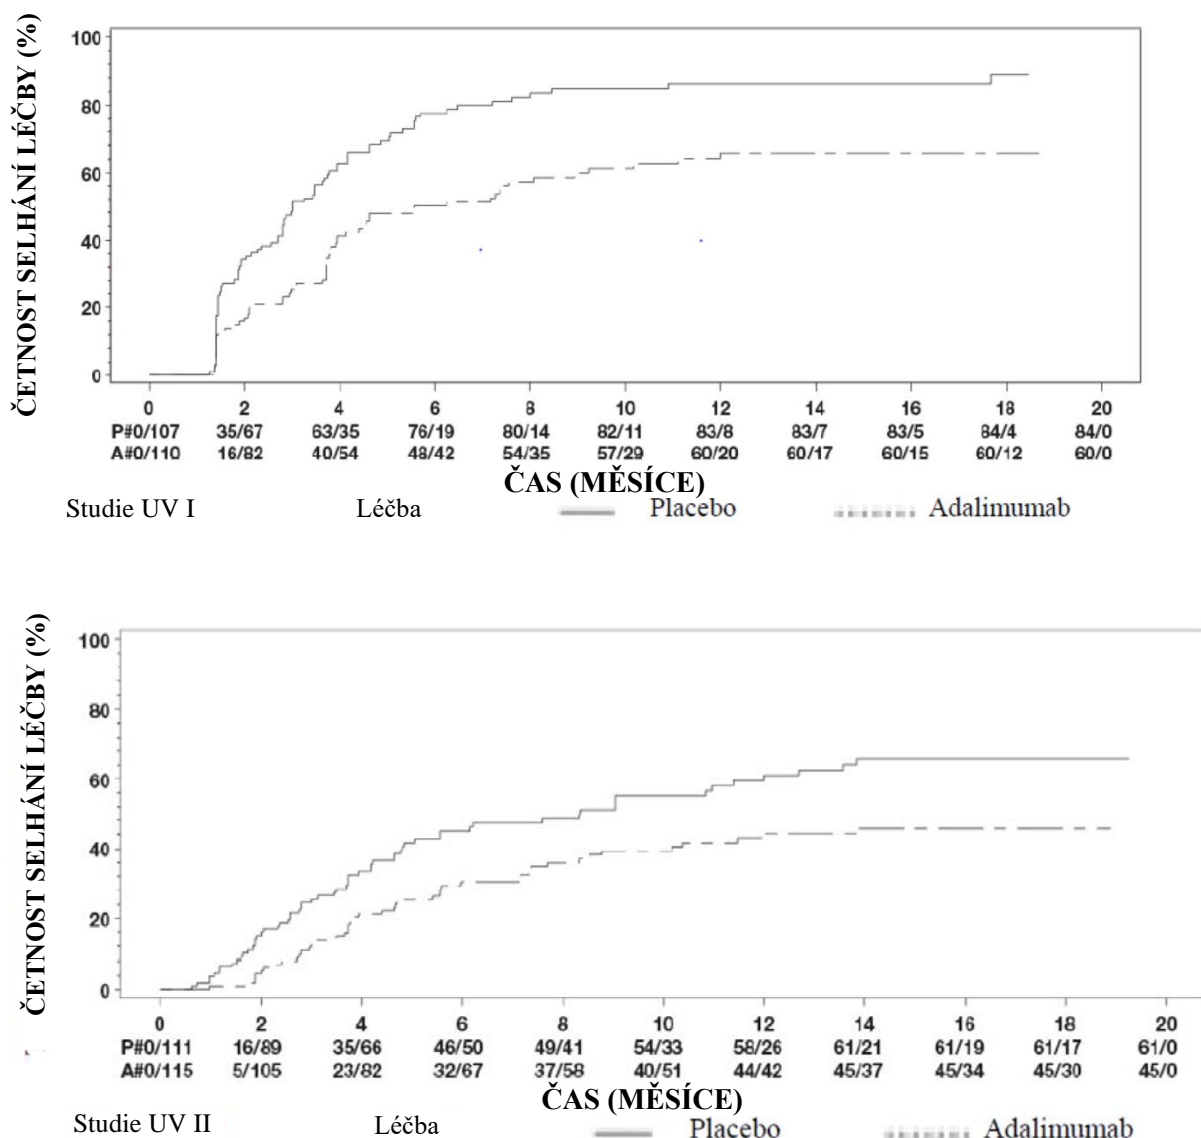 ČETNOST SELHÁNÍ LÉČBY (%)
100
80
60
40
20
0
0 2 4 6 8 10 12 14 16 18 20
P#0/107 35/67 63/35 76/19 80/14 82/11 83/8 83/7 83/5 84/4 84/0
A#0/110 16/82 40/54 48/42 54/35 57/29 60/20 60/17 60/15 60/12 60/0
ČAS (MĚSÍCE)
Studie UV I Léčba Placebo Adalimumab
ČETNOST SELHÁNÍ LÉČBY (%)
100
80
60
40
20
0
0 2 4 6 8 10 12 14 16 18 20
P#0/111 16/89 35/66 46/50 49/41 54/33 58/26 61/21 61/19 61/17 61/0
A#0/115 5/105 23/82 32/67 37/58 40/51 44/42 45/37 45/34 45/30 45/0
ČAS (MĚSÍCE)
Studie UV II Léčba Placebo Adalimumab